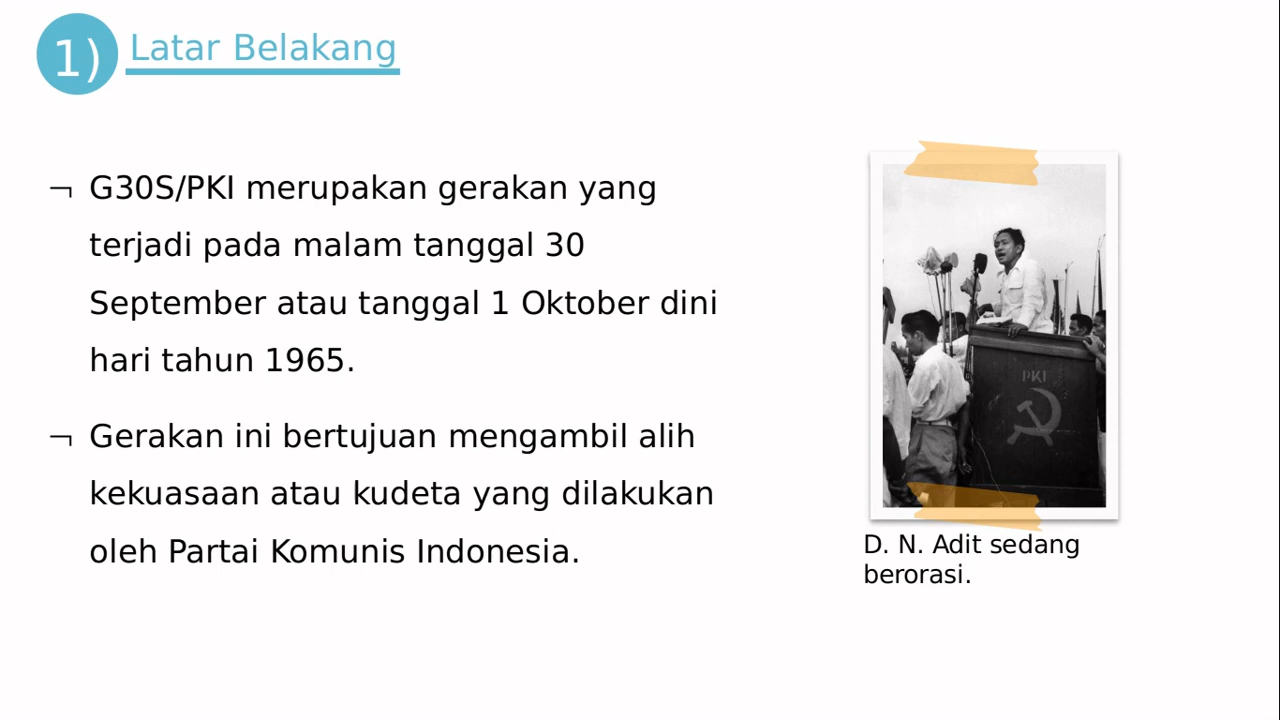 1) Latar Belakang
¬ G30S/PKI merupakan gerakan yang
terjadi pada malam tanggal 30
September atau tanggal 1 Oktober dini
hari tahun 1965.
¬ Gerakan ini bertujuan mengambil alih
kekuasaan atau kudeta yang dilakukan
oleh Partai Komunis Indonesia.
PKI
D. N. Adit sedang
berorasi.